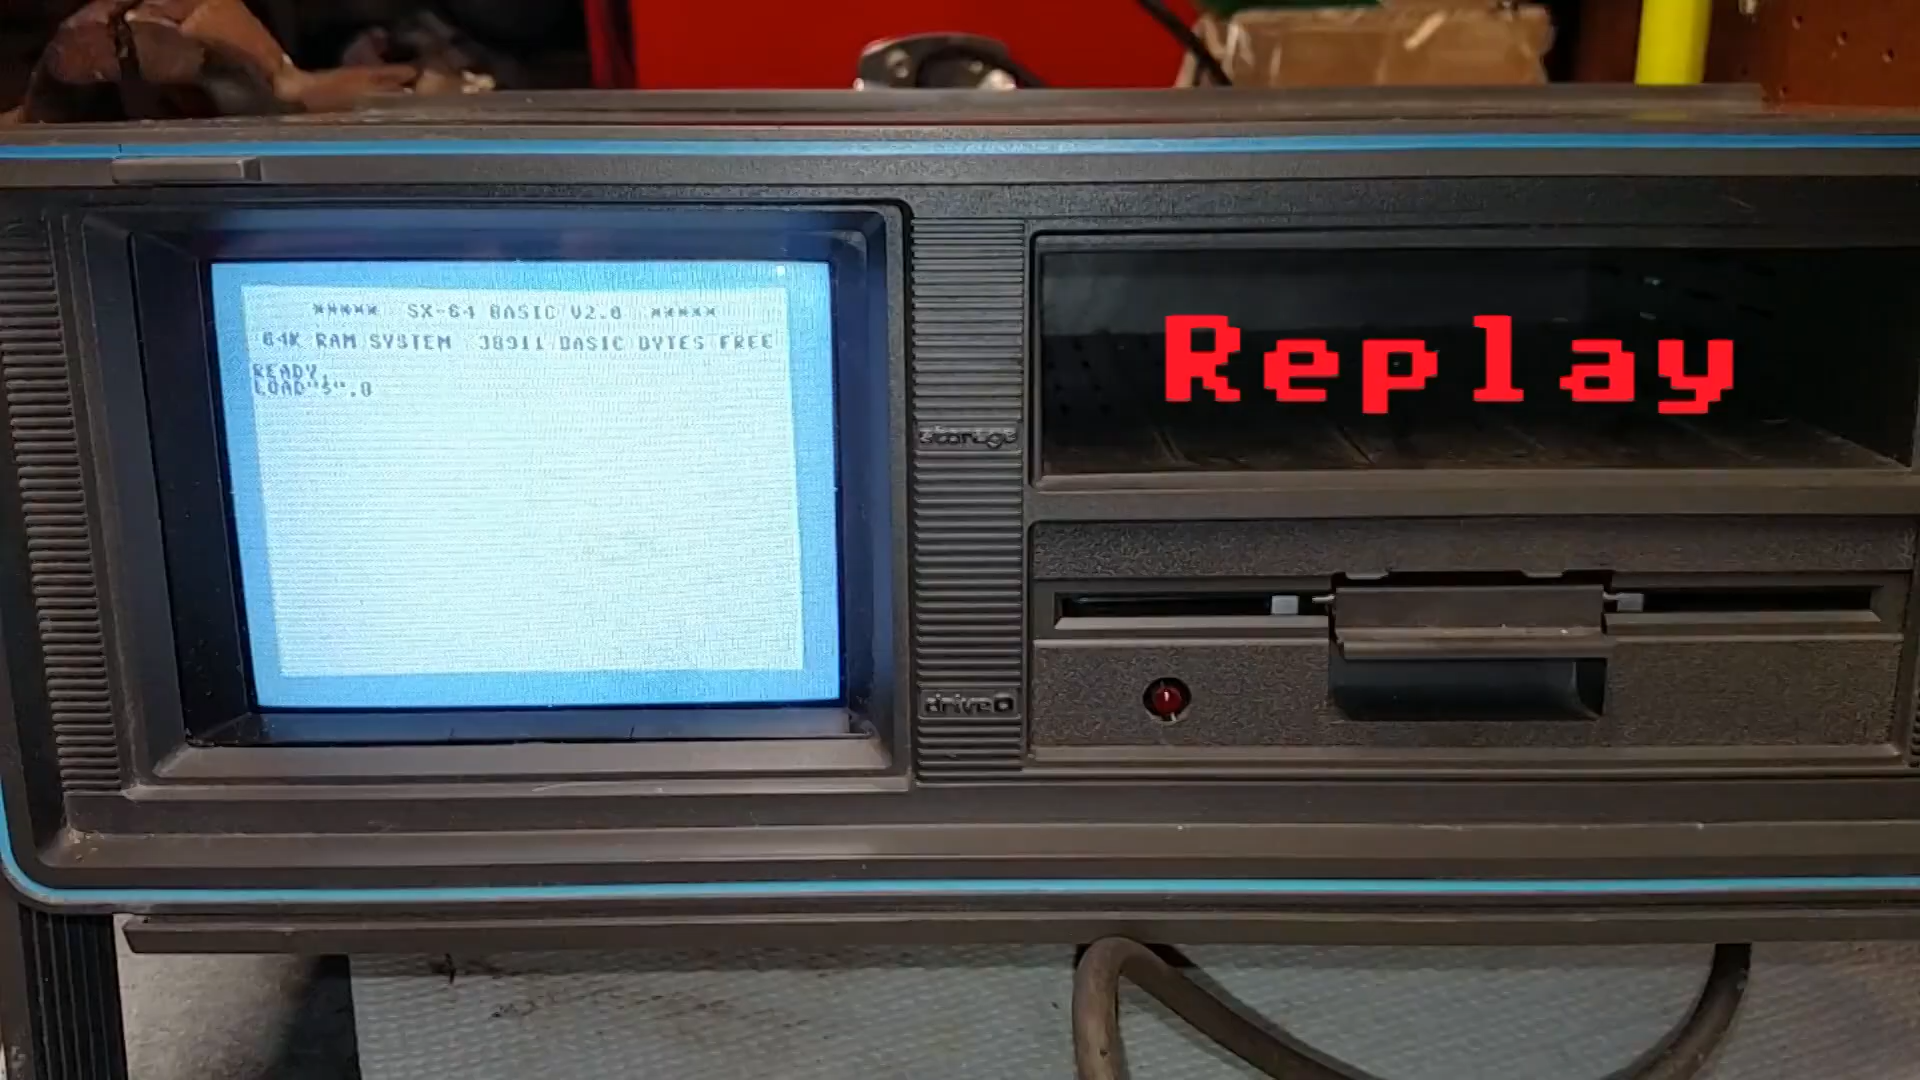 ***** SX-64 BASIC V2.0 *****
64K RAM SYSTEM 38911 BASIC BYTES FREE
READY.
LOAD"$",8
Replay
storage
drive0